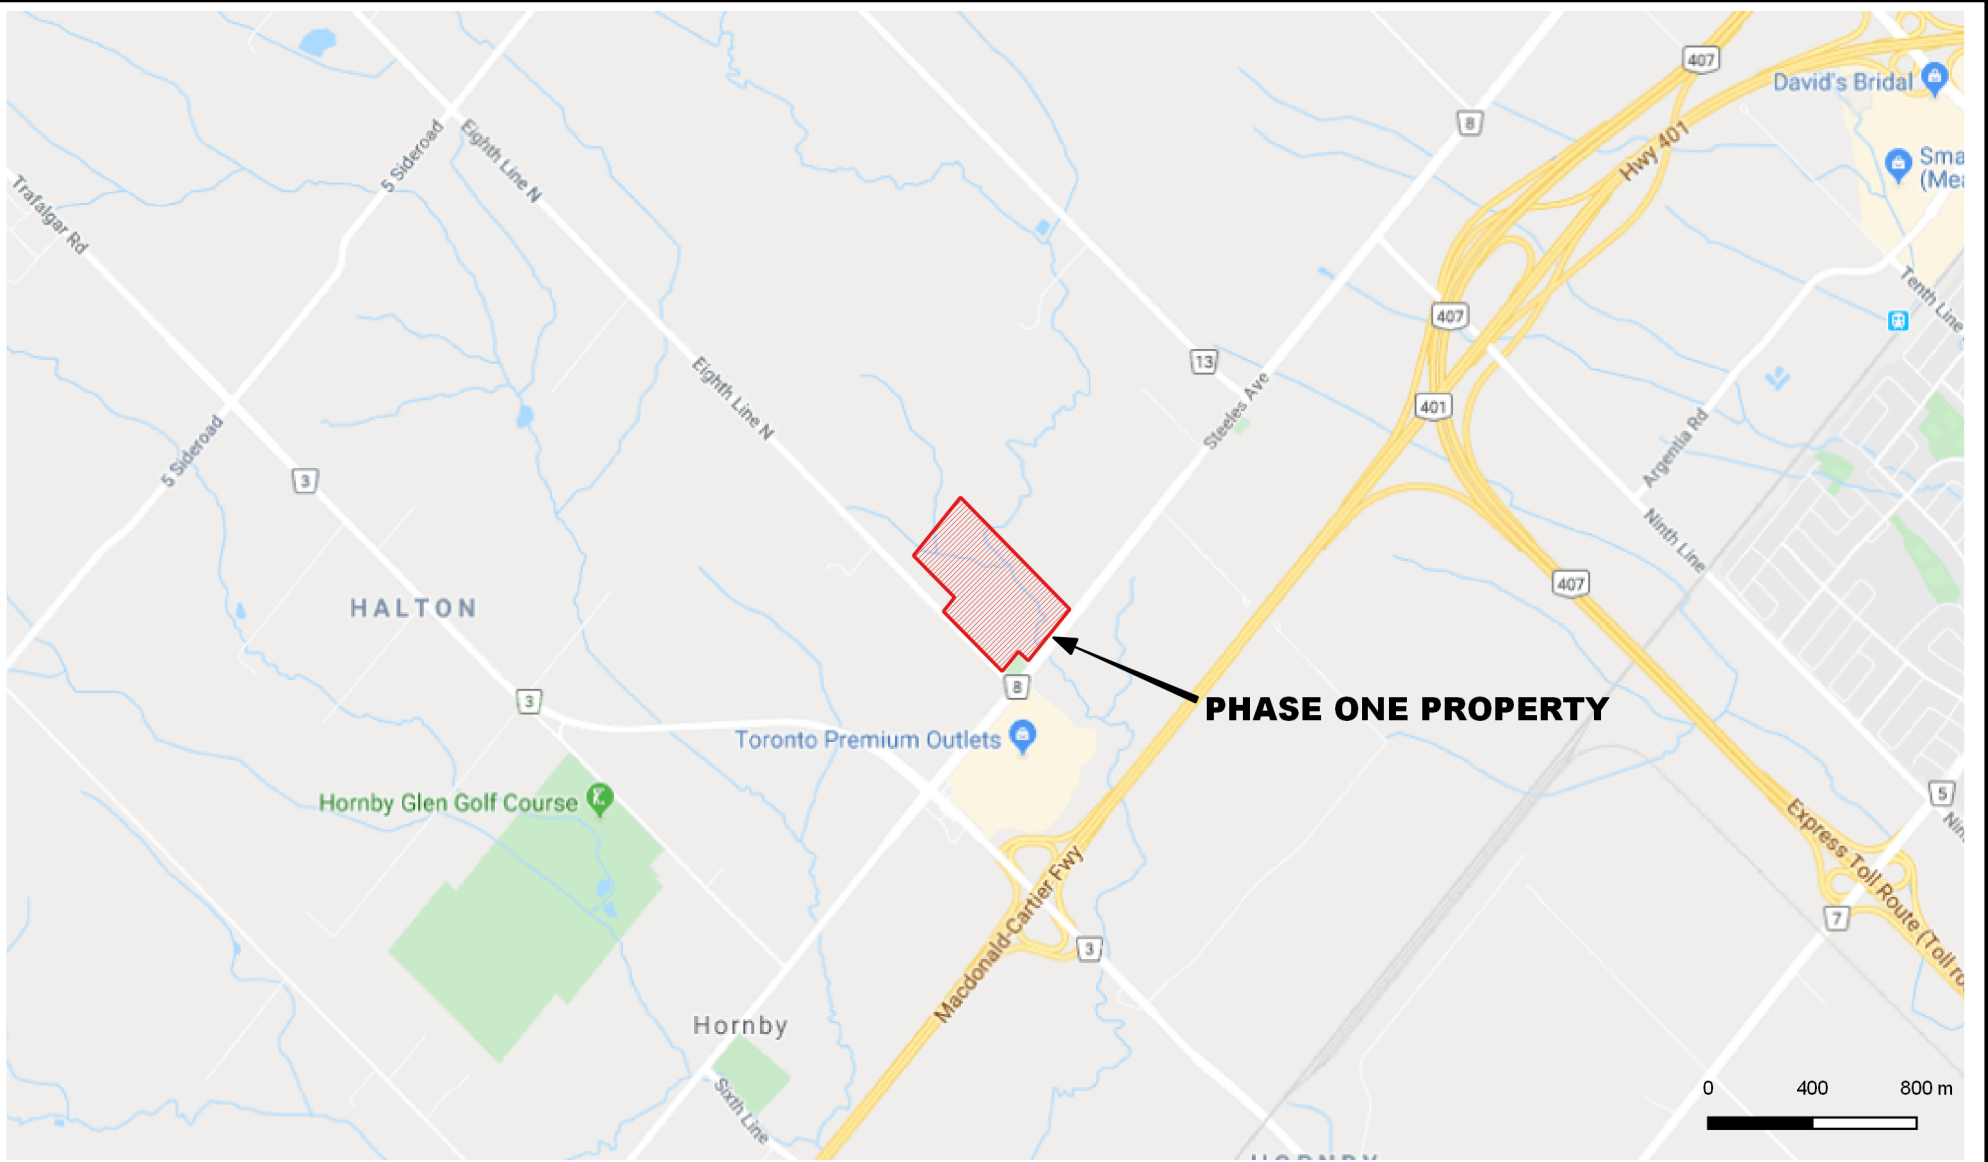 407
David's Bridal
8
Hwy 401
5 Sideroad
Eighth Line N
Sma
(Mea
Trafalgar Rd
Tenth Line
407
13
Eighth Line N
Steeles Ave
401
Argentia Rd
5 Sideroad
3
Ninth Line
407
HALTON
8
3
PHASE ONE PROPERTY
Toronto Premium Outlets
Hornby Glen Golf Course
5
Nin
Express Toll Route (Toll ro
Macdonald-Cartier Fwy
7
3
Hornby
Sixth Line
0 400 800 m
HORNBY